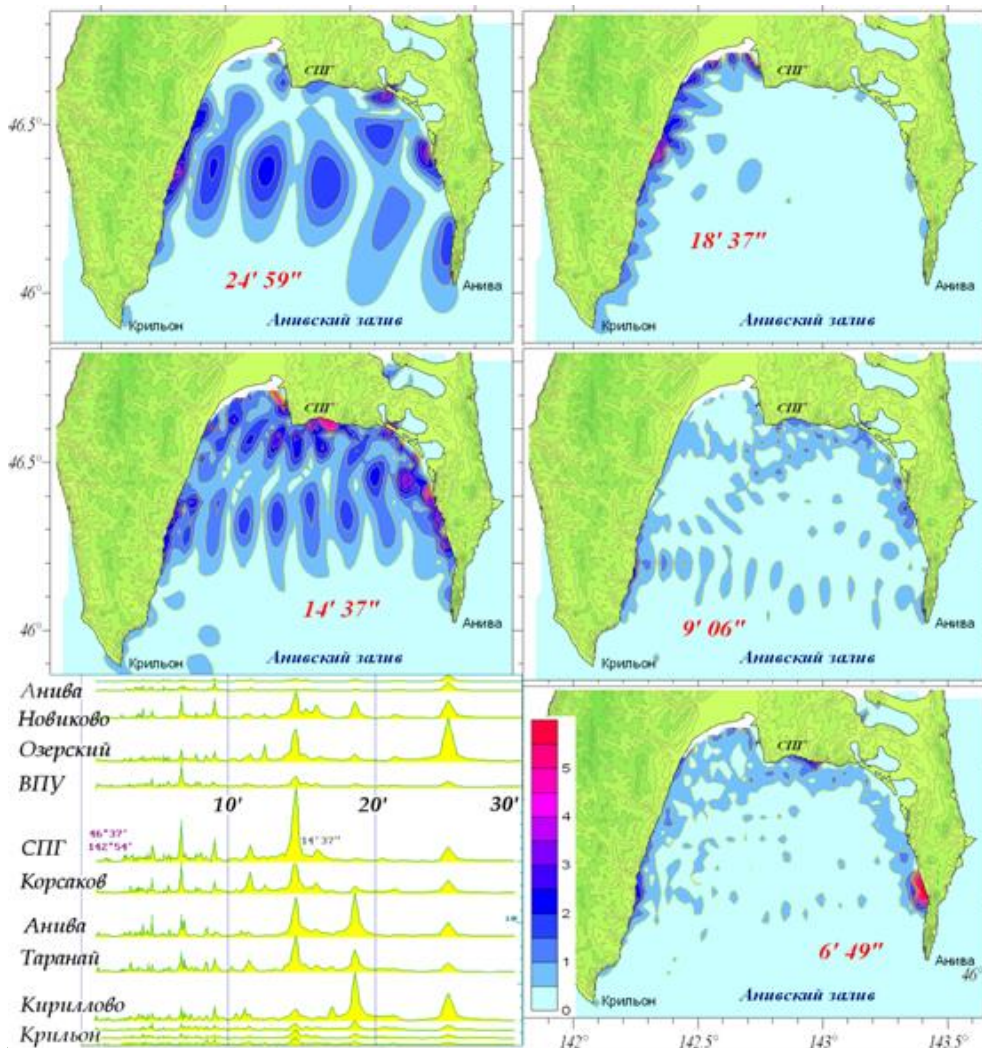 СПГ
46.5°
24' 59"
46°
Анива
Крильон
Анивский залив
СПГ
18' 37"
Анива
Крильон
Анивский залив
СПГ
46.5°
14' 37"
46°
Анива
Крильон
Анивский залив
СПГ
9' 06"
Анива
Крильон
Анивский залив
Анива
Новиково
Озерский
ВПУ
10' 20' 30'
46°37'
142°54' 14'37"
СПГ
Корсаков
Анива
Таранай
Кириллово
Крильон
5
3
2
1
0
СПГ
6' 49"
Анива
46°
Крильон
Анивский залив
142° 142.5° 143° 143.5°